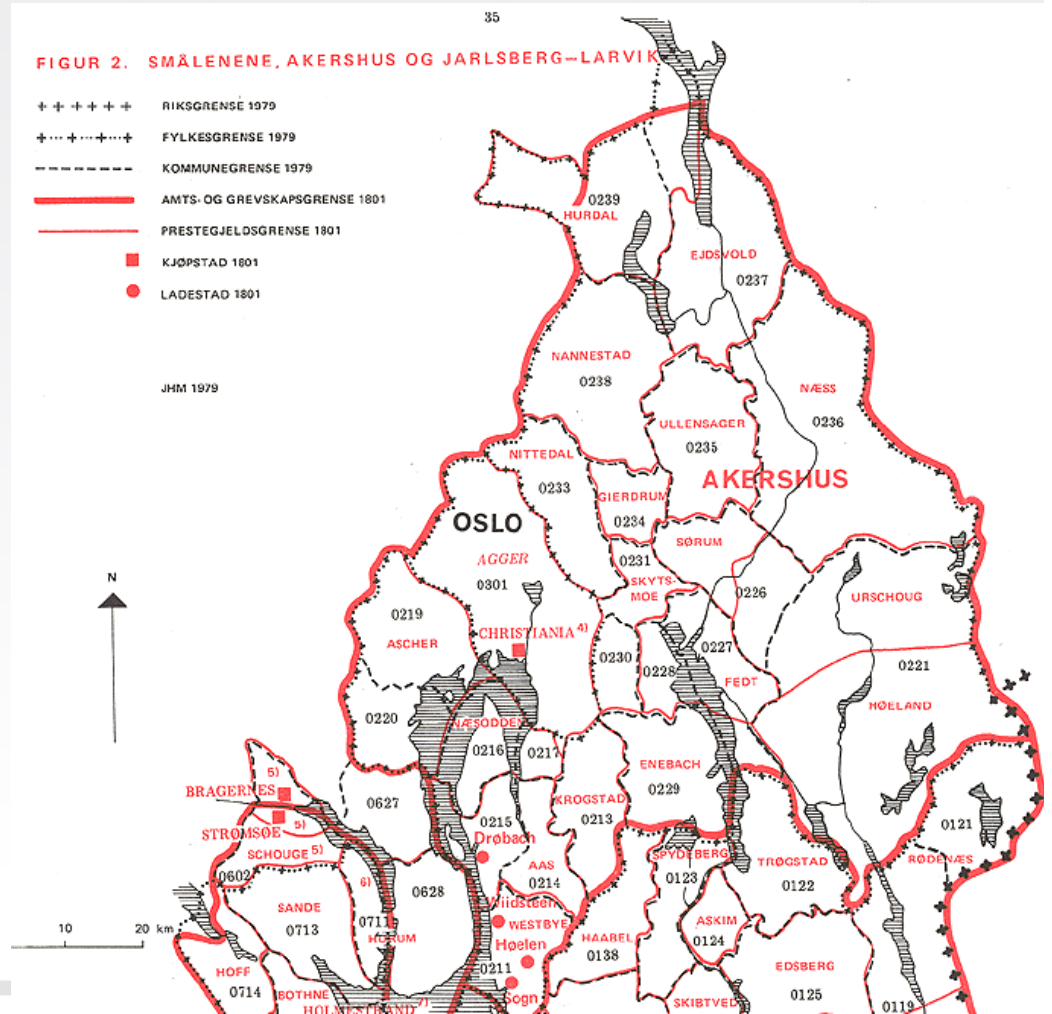 35
FIGUR 2. SMÅLENENE, AKERSHUS OG JARLSBERG—LARVIK
RIKSGRENSE 1979
FYLKESGRENSE 1979
KOMMUNEGRENSE 1979
AMTS- OG GREVSKAPSGRENSE 1801
PRESTEGJELDSGRENSE 1801
KJØPSTAD 1801
LADESTAD 1801
JHM 1979
0239
HURDAL
EJDSVOLD
0237
NANNESTAD
0238
NÆSS
0236
ULLENSAGER
0235
NITTEDAL
0233
AKERSHUS
GIERDRUM
0234
OSLO
AGGER
0301
SØRUM
0231
SKYTS-
MOE
0226
URSCHOUG
N
0219
ASCHER
CHRISTIANIA 4)
0230
0228
0227
FEDT
0221
HØELAND
0220
NÆSODDEN
0216
0217
ENEBACH
0229
5)
BRAGERNES
0627
KROGSTAD
0213
0215
STRØMSØE
5)
SCHOUGE 5)
Drøbach
0121
0602
6)
0628
AAS
0214
SPYDEBERG
0123
TRØGSTAD
0122
RØDENÆS
SANDE
0713
0711
HURUM
Wiidsteen
WESTBYE
Høelen
0211
HAABEL
0138
ASKIM
0124
EDSBERG
0125
10
20 km
HOFF
0714
BOTHNE
HOLMESTRAND 7)
Sogn
SKIBTVED
0119